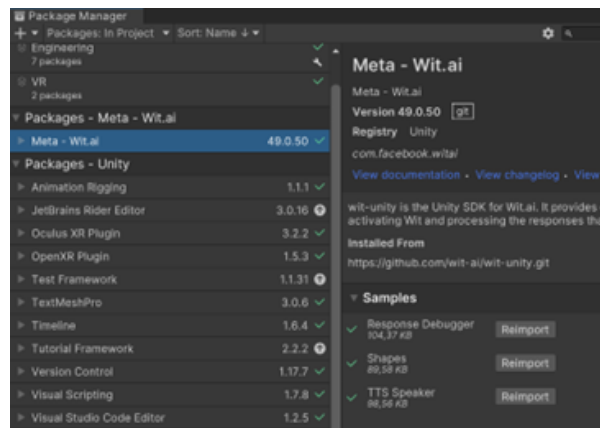 Package Manager
+ Packages: In Project Sort: Name ↓
Engineering
7 packages
VR
2 packages
Packages - Meta - Wit.ai
Meta - Wit.ai 49.0.50
Packages - Unity
Animation Rigging 1.1.1
JetBrains Rider Editor 3.0.16
Oculus XR Plugin 3.2.2
OpenXR Plugin 1.5.3
Test Framework 1.1.31
TextMeshPro 3.0.6
Timeline 1.6.4
Tutorial Framework 2.2.2
Version Control 1.17.7
Visual Scripting 1.7.8
Visual Studio Code Editor 1.2.5
Meta - Wit.ai
Meta - Wit.ai
Version 49.0.50 git
Registry Unity
com.facebook.witai
View documentation • View changelog • View
wit-unity is the Unity SDK for Wit.ai. It provides
activating Wit and processing the responses tha
Installed From
https://github.com/wit-ai/wit-unity.git
Samples
Response Debugger Reimport
104,37 KB
Shapes Reimport
89,58 KB
TTS Speaker Reimport
98,56 KB